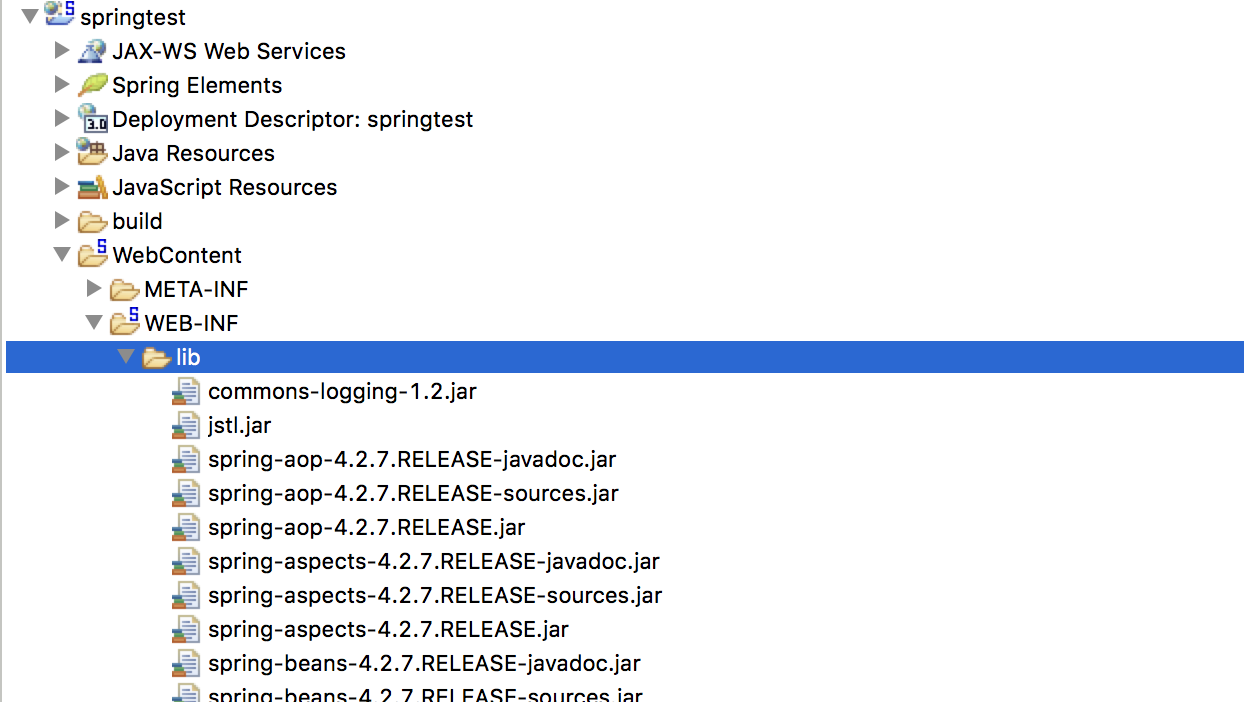 springtest
JAX-WS Web Services
Spring Elements
Deployment Descriptor: springtest
Java Resources
JavaScript Resources
build
WebContent
META-INF
WEB-INF
lib
commons-logging-1.2.jar
jstl.jar
spring-aop-4.2.7.RELEASE-javadoc.jar
spring-aop-4.2.7.RELEASE-sources.jar
spring-aop-4.2.7.RELEASE.jar
spring-aspects-4.2.7.RELEASE-javadoc.jar
spring-aspects-4.2.7.RELEASE-sources.jar
spring-aspects-4.2.7.RELEASE.jar
spring-beans-4.2.7.RELEASE-javadoc.jar
spring-beans-4.2.7.RELEASE-sources.jar